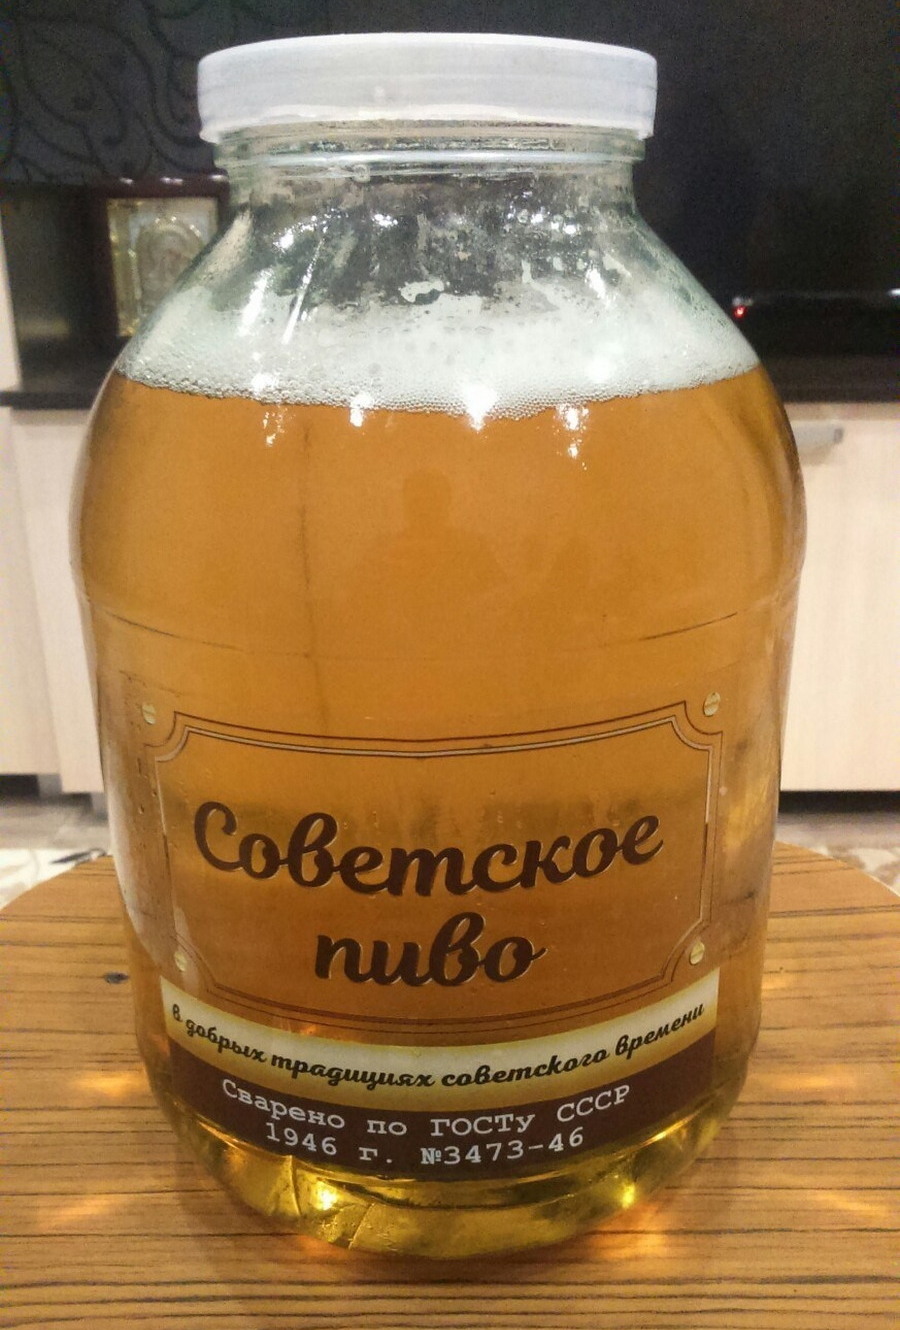 Советское
пиво
в добрых традициях советского времени
Сварено по ГОСТу СССР
1946 г. №3473-46